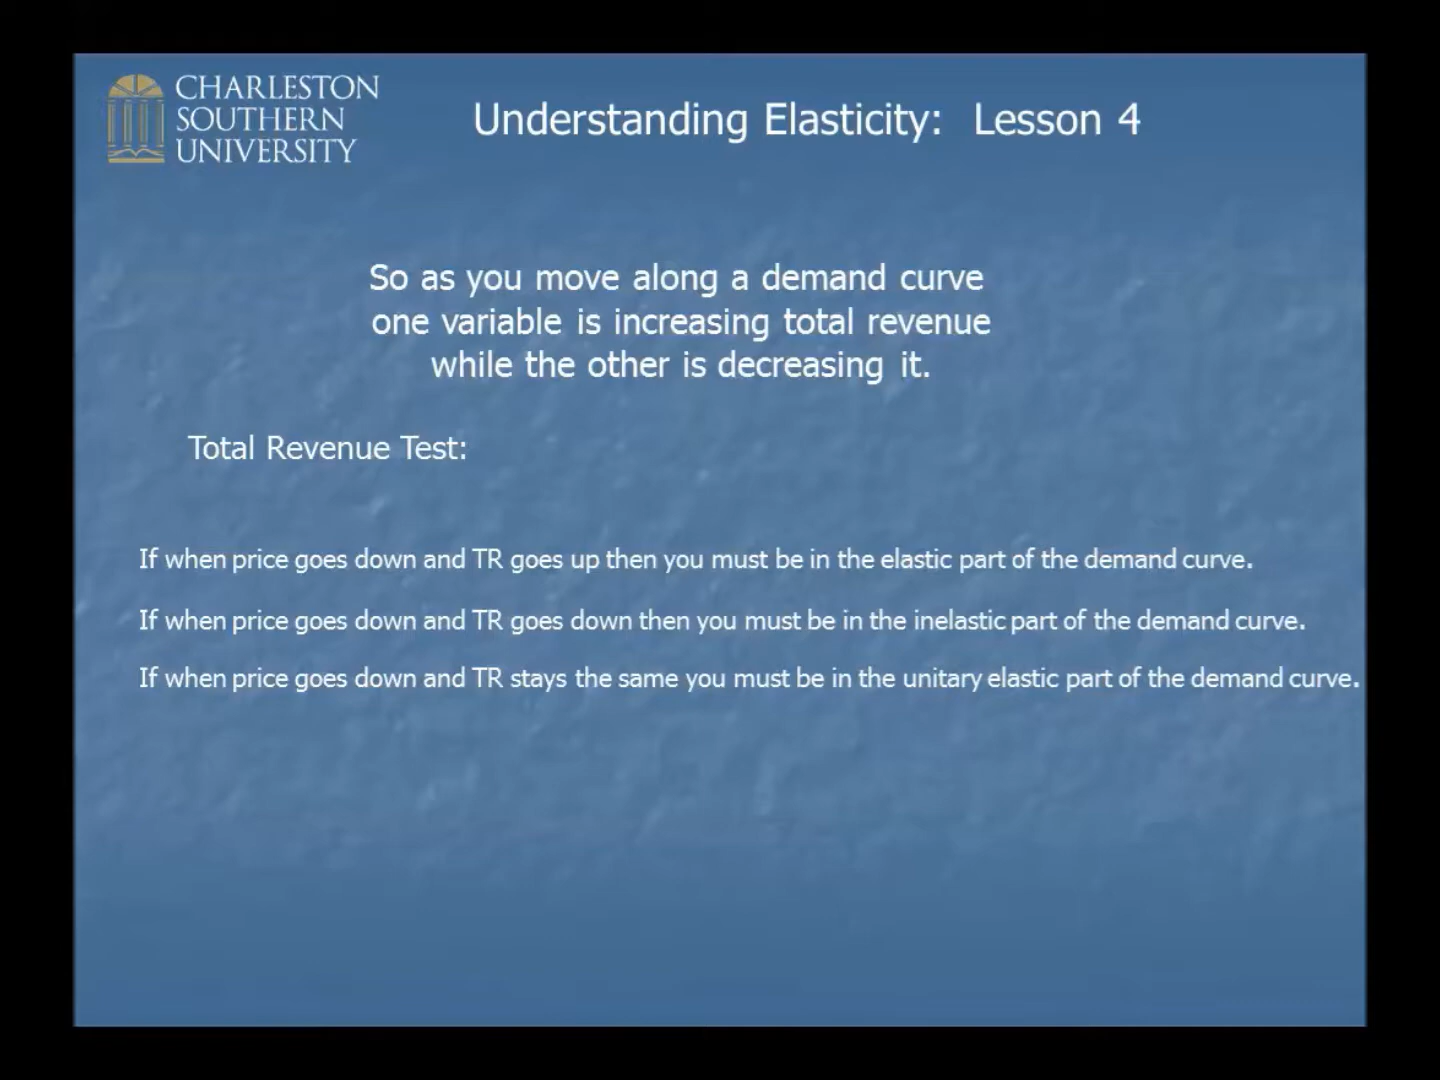 CHARLESTON
SOUTHERN
UNIVERSITY
Understanding Elasticity: Lesson 4
So as you move along a demand curve
one variable is increasing total revenue
while the other is decreasing it.
Total Revenue Test:
If when price goes down and TR goes up then you must be in the elastic part of the demand curve.
If when price goes down and TR goes down then you must be in the inelastic part of the demand curve.
If when price goes down and TR stays the same you must be in the unitary elastic part of the demand curve.